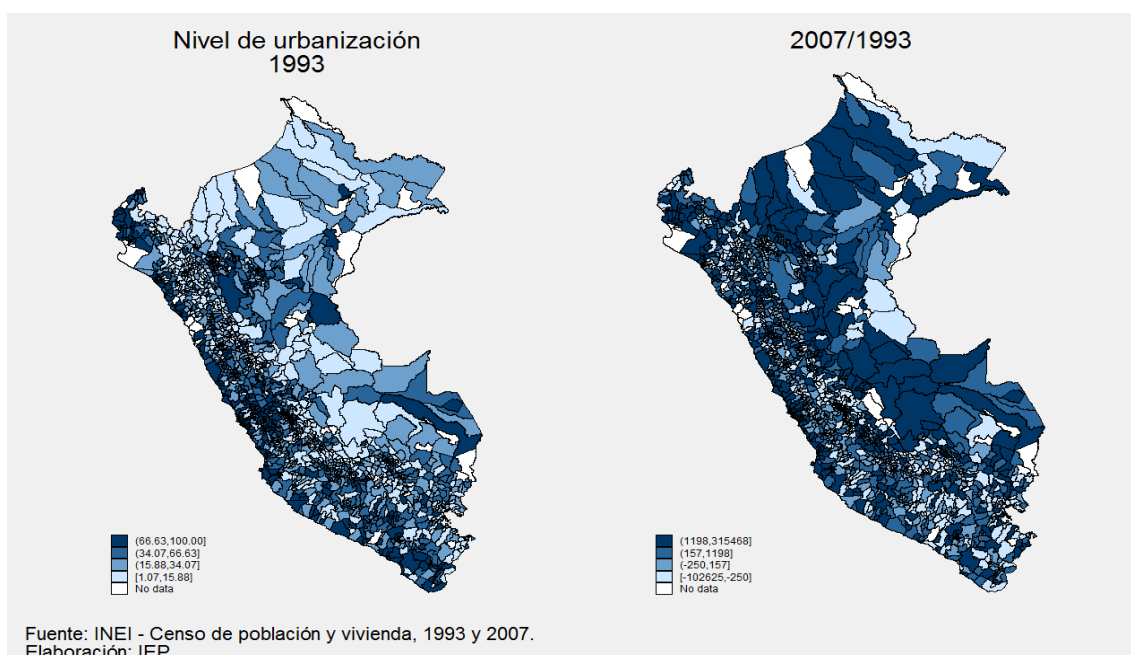 Nivel de urbanización
1993
2007/1993
(66.63,100.00]
(34.07,66.63]
(15.88,34.07]
[1.07,15.88]
No data
(1198,315468]
(157,1198]
(-250,157]
[-102625,-250]
No data
Fuente: INEI - Censo de población y vivienda, 1993 y 2007.
Elaboración: IEP